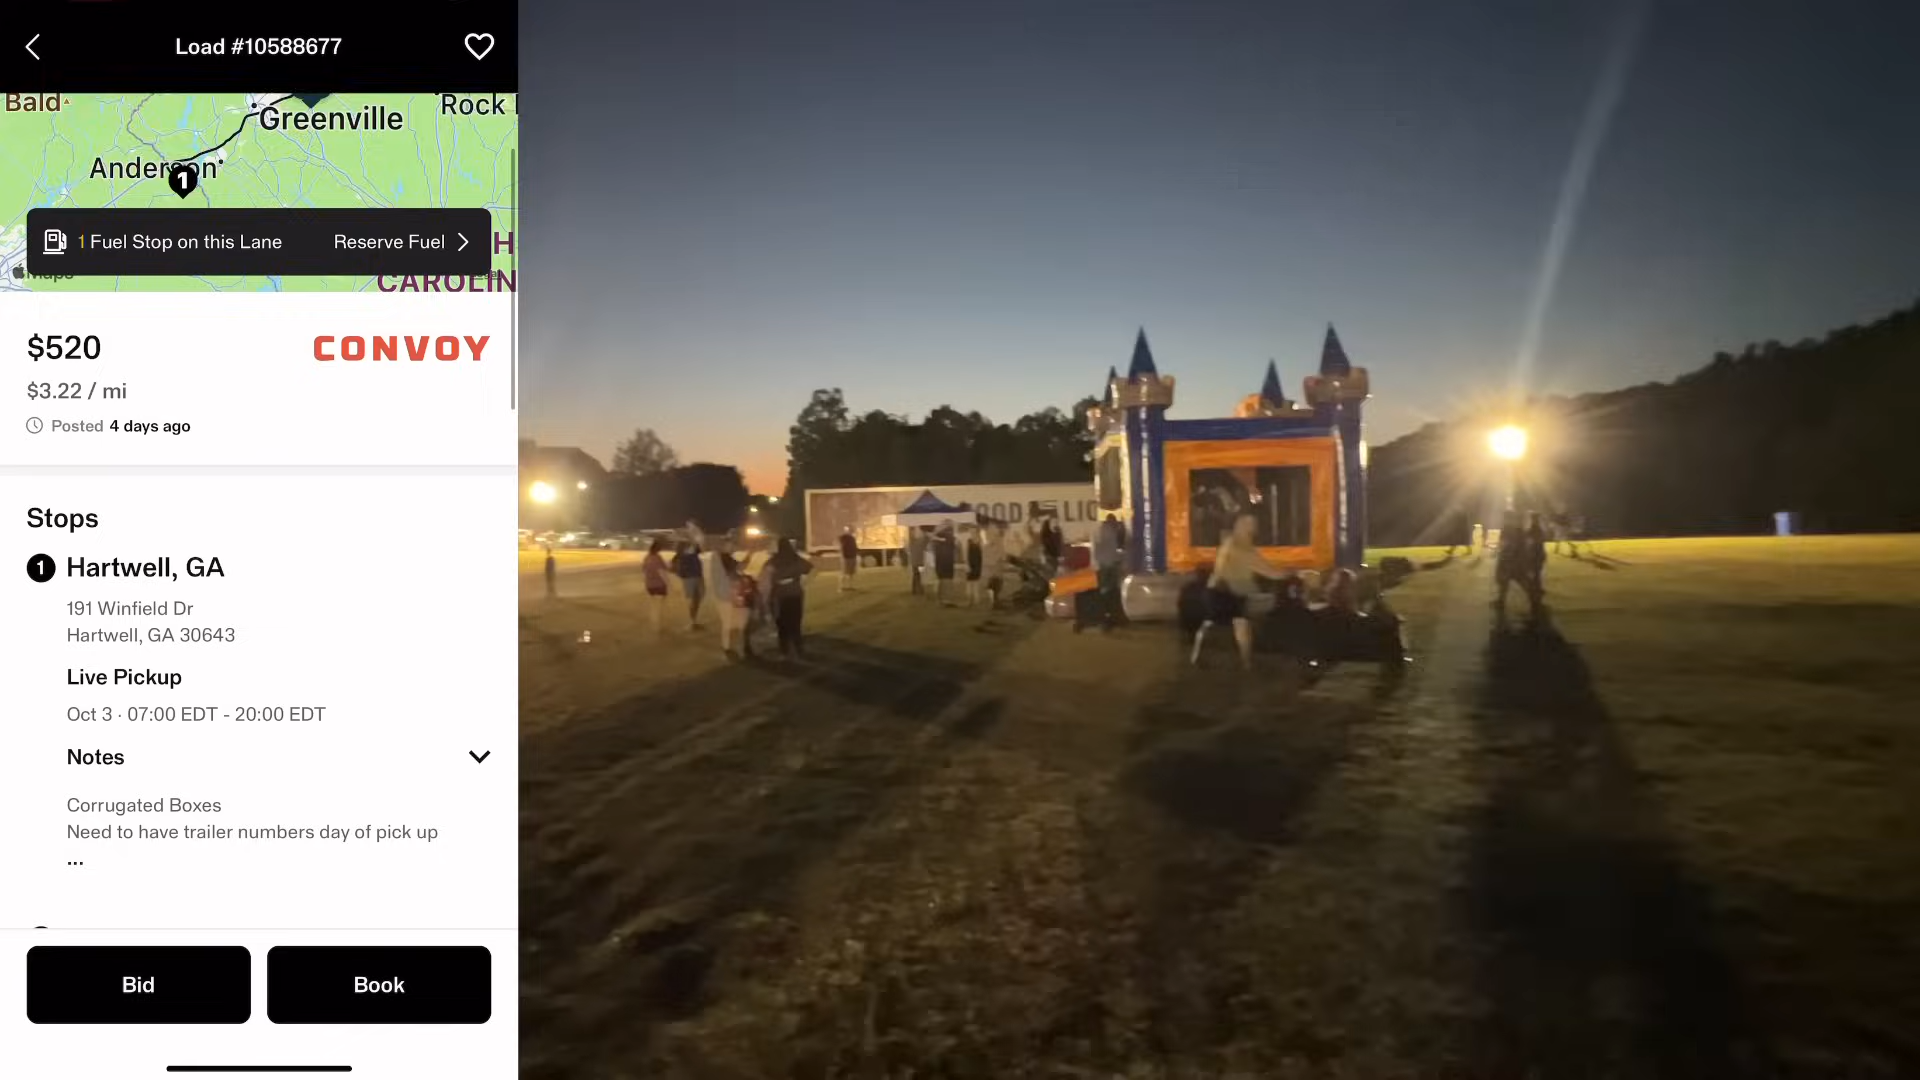 Load #10588677
Bald
Greenville
Rock
Anderson
1
1 Fuel Stop on this Lane
Reserve Fuel
Maps
CAROLIN
$520
CONVOY
$3.22 / mi
Posted 4 days ago
Stops
1 Hartwell, GA
191 Winfield Dr
Hartwell, GA 30643
Live Pickup
Oct 3 · 07:00 EDT - 20:00 EDT
Notes
Corrugated Boxes
Need to have trailer numbers day of pick up
...
Bid
Book